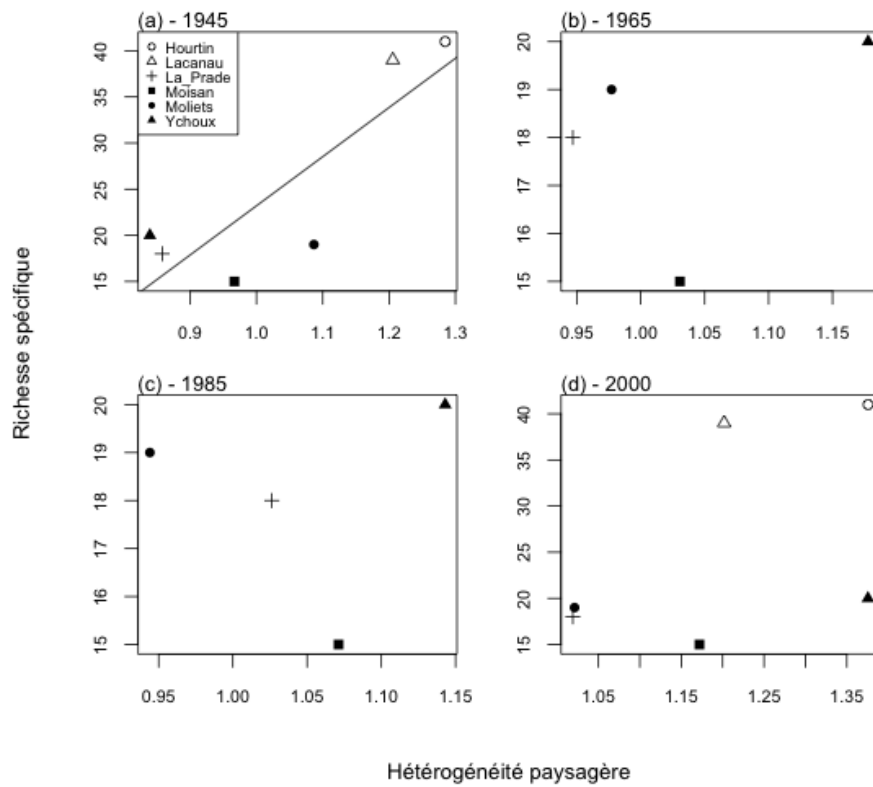 (a) - 1945
40
35
30
25
20
15
Hourtin
Lacanau
La_Prade
Moisan
Moliets
Ychoux
0.9 1.0 1.1 1.2 1.3
(b) - 1965
20
19
18
17
16
15
0.95 1.00 1.05 1.10 1.15
(c) - 1985
20
19
18
17
16
15
0.95 1.00 1.05 1.10 1.15
(d) - 2000
40
35
30
25
20
15
1.05 1.15 1.25 1.35
Richesse spécifique
Hétérogénéité paysagère